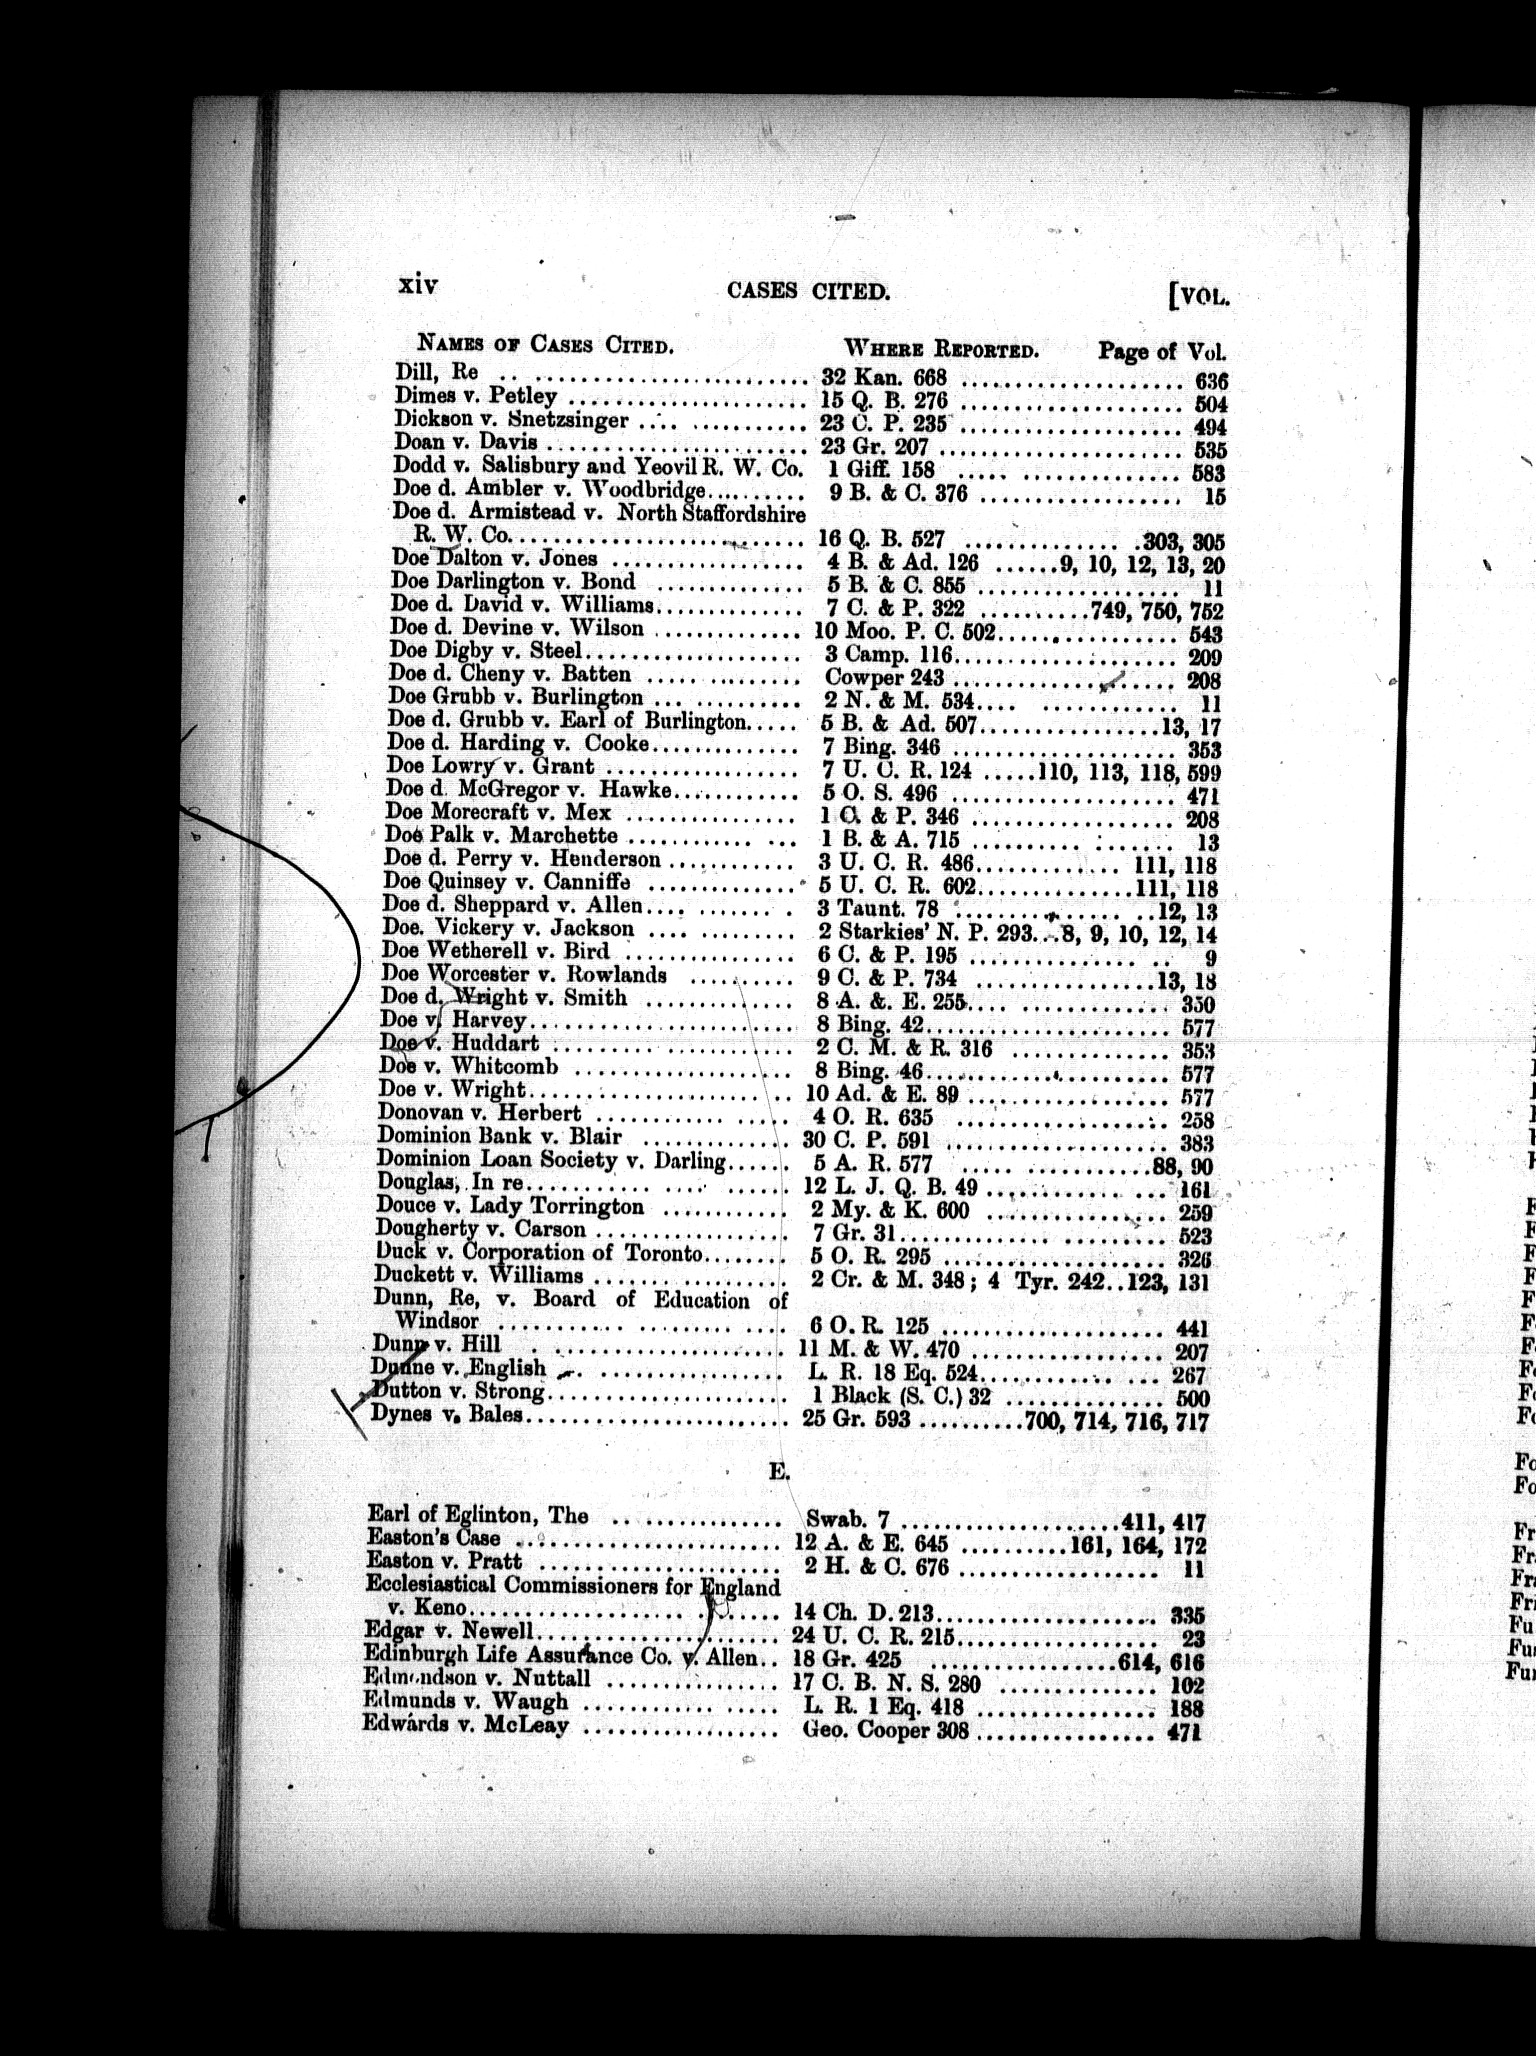 xiv CASES CITED. [VOL.
NAMES OF CASES CITED. WHERE REPORTED. Page of Vol.
Dill, Re .. ........................ 32 Kan. 668 ..................... 636
Dimes v. Petley ...................... 15 Q. B. 276 ..................... 504
Dickson v. Snetzsinger .... ........... 23 C. P. 235 ..................... 494
Doan v. Davis ........................ 23 Gr. 207 ....................... 535
Dodd v. Salisbury and Yeovil R. W. Co. 1 Giff. 158 ..... ............... 583
Doe d. Ambler v. Woodbridge.......... 9 B. & C. 376 ................... 15
Doe d. Armistead v. North Staffordshire
R. W. Co............................ 16 Q. B. 527 .............. .303, 305
Doe Dalton v. Jones .................. 4 B. & Ad. 126 ......9, 10, 12, 13, 20
Doe Darlington v. Bond .............. 5 B. & C. 855 ................... 11
Doe d. David v. Williams.............. 7 C. & P. 322 ..........749, 750, 752
Doe d. Devine v. Wilson .............. 10 Moo. P. C. 502................. 543
Doe Digby v. Steel.................... 3 Camp. 116..................... 209
Doe d. Cheny v. Batten ..... ......... Cowper 243 ..................... 208
Doe Grubb v. Burlington ... ........... 2 N. & M. 534.... ............. 11
Doe d. Grubb v. Earl of Burlington..... 5 B. & Ad. 507.................13, 17
Doe d. Harding v. Cooke.............. 7 Bing. 346 ..................... 353
Doe Lowry v. Grant .................. 7 U. C. R. 124 .....110, 113, 118, 599
Doe d McGregor v. Hawke............ 5 O. S. 496 ..................... 471
Doe Morecraft v. Mex ................ 1 C. & P. 346 ................... 208
Doe Palk v. Marchette ............ ... 1 B. & A. 715 .......... ....... 13
Doe d. Perry v. Henderson ............ 3 U. C. R. 486.............. 111, 118
Doe Quinsey v. Canniffe .............. 5 U. C. R. 602...............111, 118
Doe d. Sheppard v. Allen.... ........ . 3 Taunt. 78 ................ ..12, 13
Doe. Vickery v. Jackson .... ......... 2 Starkies' N. P. 293...8, 9, 10, 12, 14
Doe Wetherell v. Bird ................ 6 C. & P. 195 ................ .. 9
Doe Worcester v. Rowlands .......... 9 C. & P. 734 .................13, 18
Doe d. Wright v. Smith .............. 8 A. &. E. 255.... ............. 350
Doe v. Harvey......................... 8 Bing. 42....................... 577
Doe v. Huddart ....................... 2 C. M. & R. 316 ............... 353
Doe v. Whitcomb ..................... 8 Bing. 46....................... 577
Doe v. Wright...................... .. 10 Ad. & E. 89 ................... 577
Donovan v. Herbert ............ ..... 4 O. R. 635 .................... 258
Dominion Bank v. Blair .............. 30 C. P. 591 ..................... 383
Dominion Loan Society v. Darling...... 5 A. R. 577 ..... ............88, 90
Douglas, In re............ .... ...... 12 L. J. Q. B. 49 ............. ... 161
Douce v. Lady Torrington ............ 2 My. & K. 600 ................. 259
Dougherty v. Carson .................. 7 Gr. 31.............. .......... 523
Duck v. Corporation of Toronto........ 5 O. R. 295 ..................... 326
Duckett v. Williams ....... .......... 2 Cr. & M. 348 ; 4 Tyr. 242..123, 131
Dunn, Re, v. Board of Education of
Windsor ............ ......... .... 6 O. R. 125 ..................... 441
Dunn v. Hill . ...................... 11 M. & W. 470 .................. 207
Dunne v. English .. ................. L. R. 18 Eq. 524............ ... 267
Dutton v. Strong....................... 1 Black (S. C.) 32 ............... 500
Dynes v. Bales......................... 25 Gr. 593 ..........700, 714, 716, 717
E.
Earl of Eglinton, The ................ Swab. 7 .....................411, 417
Easton's Case ......................... 12 A. & E. 645 ..........161, 164, 172
Easton v. Pratt ....................... 2 H. & C. 676 ................... 11
Ecclesiastical Commissioners for England
v. Keno............................. 14 Ch. D. 213..................... 335
Edgar v. Newell....................... 24 U. C. R. 215................... 23
Edinburgh Life Assurance Co. v. Allen.. 18 Gr. 425 ..................614, 616
Edmondson v. Nuttall ................ 17 C. B. N. S. 280 ............... 102
Edmunds v. Waugh ............ ..... L. R. 1 Eq. 418 ................. 188
Edwards v. McLeay ................... Geo. Cooper 308 ................. 471